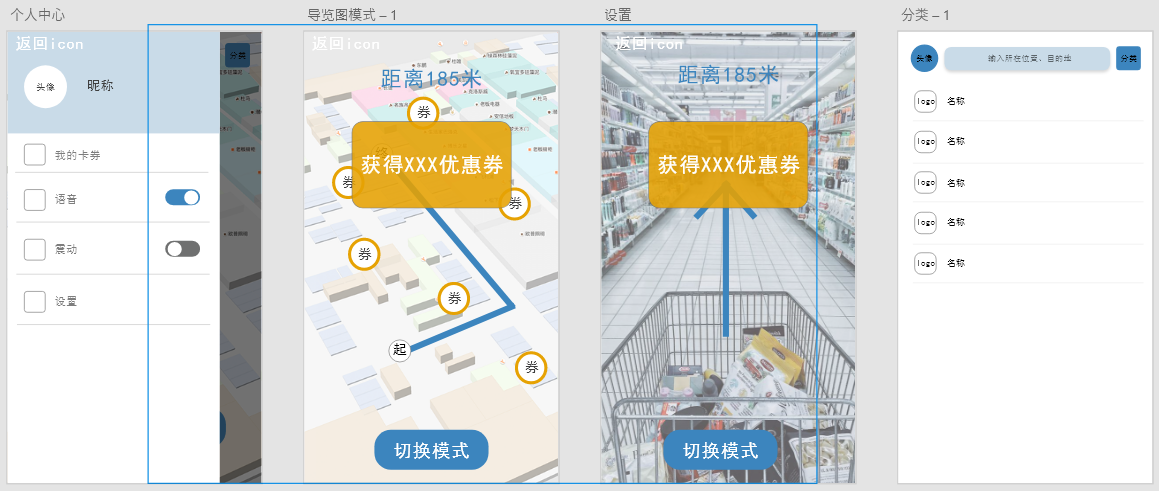 个人中心
返回icon
分类
头像
昵称
我的卡券
语音
震动
设置
导览图模式 – 1
返回icon
距离185米
券
获得XXX优惠券
券
券
券
券
起
券
切换模式
设置
返回icon
距离185米
获得XXX优惠券
切换模式
分类 – 1
头像
输入所在位置、目的地
分类
logo 名称
logo 名称
logo 名称
logo 名称
logo 名称